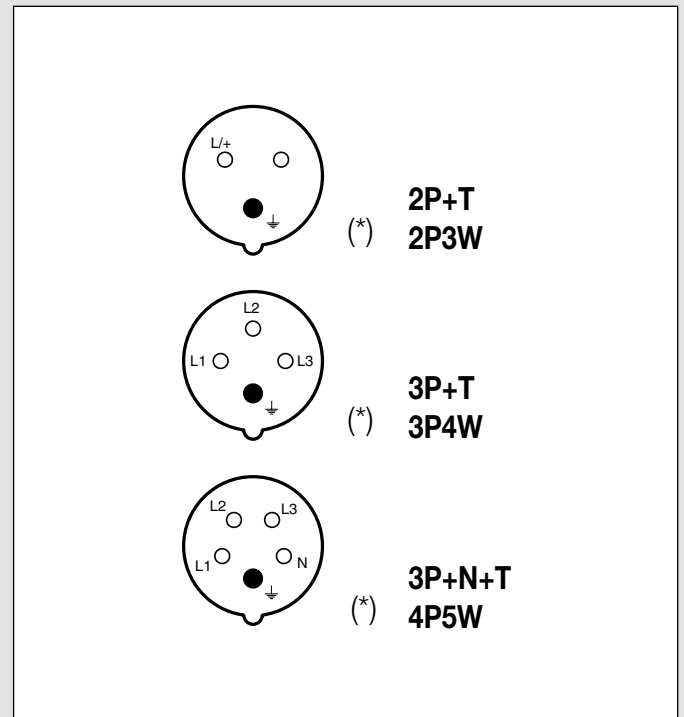 L/+
2P+T
(*)
2P3W
L2
L1
L3
3P+T
(*)
3P4W
L2
L3
L1
N
3P+N+T
(*)
4P5W